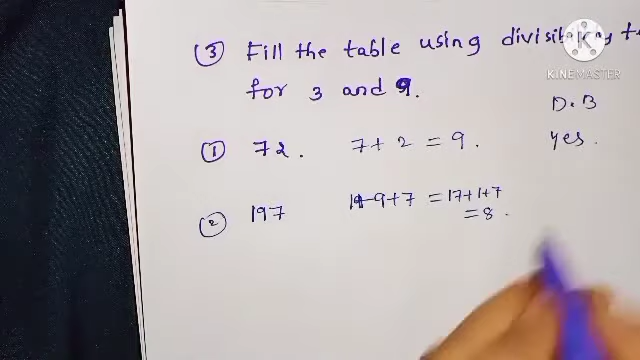 ③ Fill the table using divisibility
for 3 and 9.
D.B
① 72. 7+2 = 9. yes.
② 197 1+9+7 = 17+1+7
= 8.
KINEMASTER